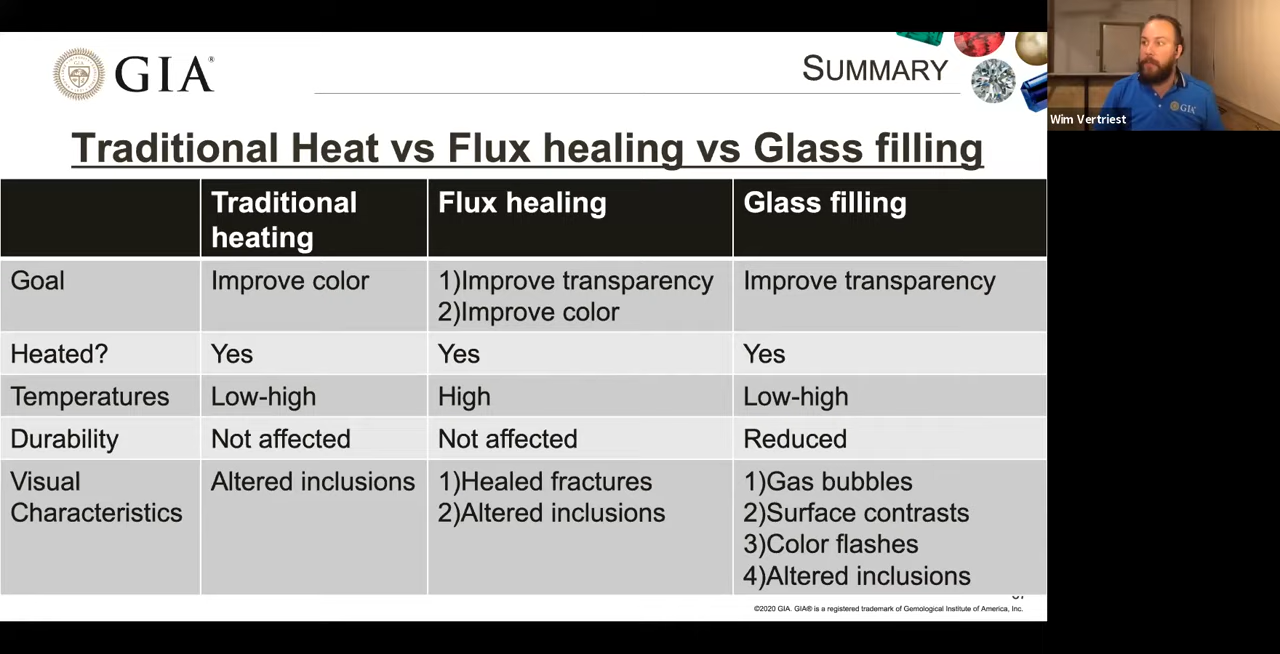 GIA®
SUMMARY
Wim Vertriest
GIA
Traditional Heat vs Flux healing vs Glass filling
Traditional heating
Flux healing
Glass filling
Goal
Improve color
1)Improve transparency
2)Improve color
Improve transparency
Heated?
Yes
Yes
Yes
Temperatures
Low-high
High
Low-high
Durability
Not affected
Not affected
Reduced
Visual
Characteristics
Altered inclusions
1)Healed fractures
2)Altered inclusions
1)Gas bubbles
2)Surface contrasts
3)Color flashes
4)Altered inclusions
©2020 GIA. GIA® is a registered trademark of Gemological Institute of America, Inc.